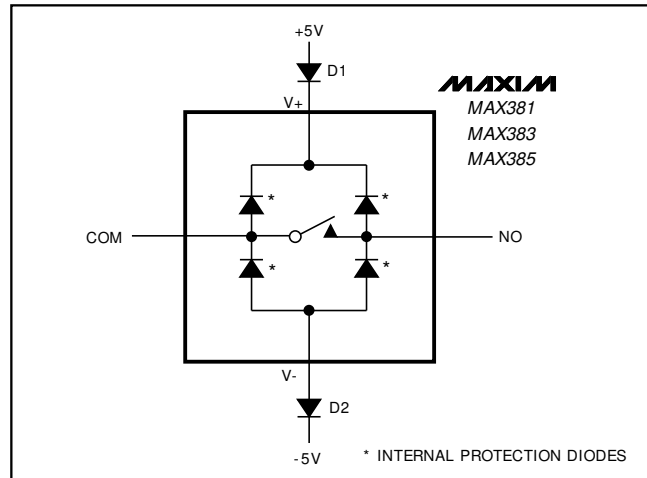 +5V
D1
V+
MAXIM
MAX381
MAX383
MAX385
*
*
COM
NO
*
*
V-
D2
-5V
* INTERNAL PROTECTION DIODES